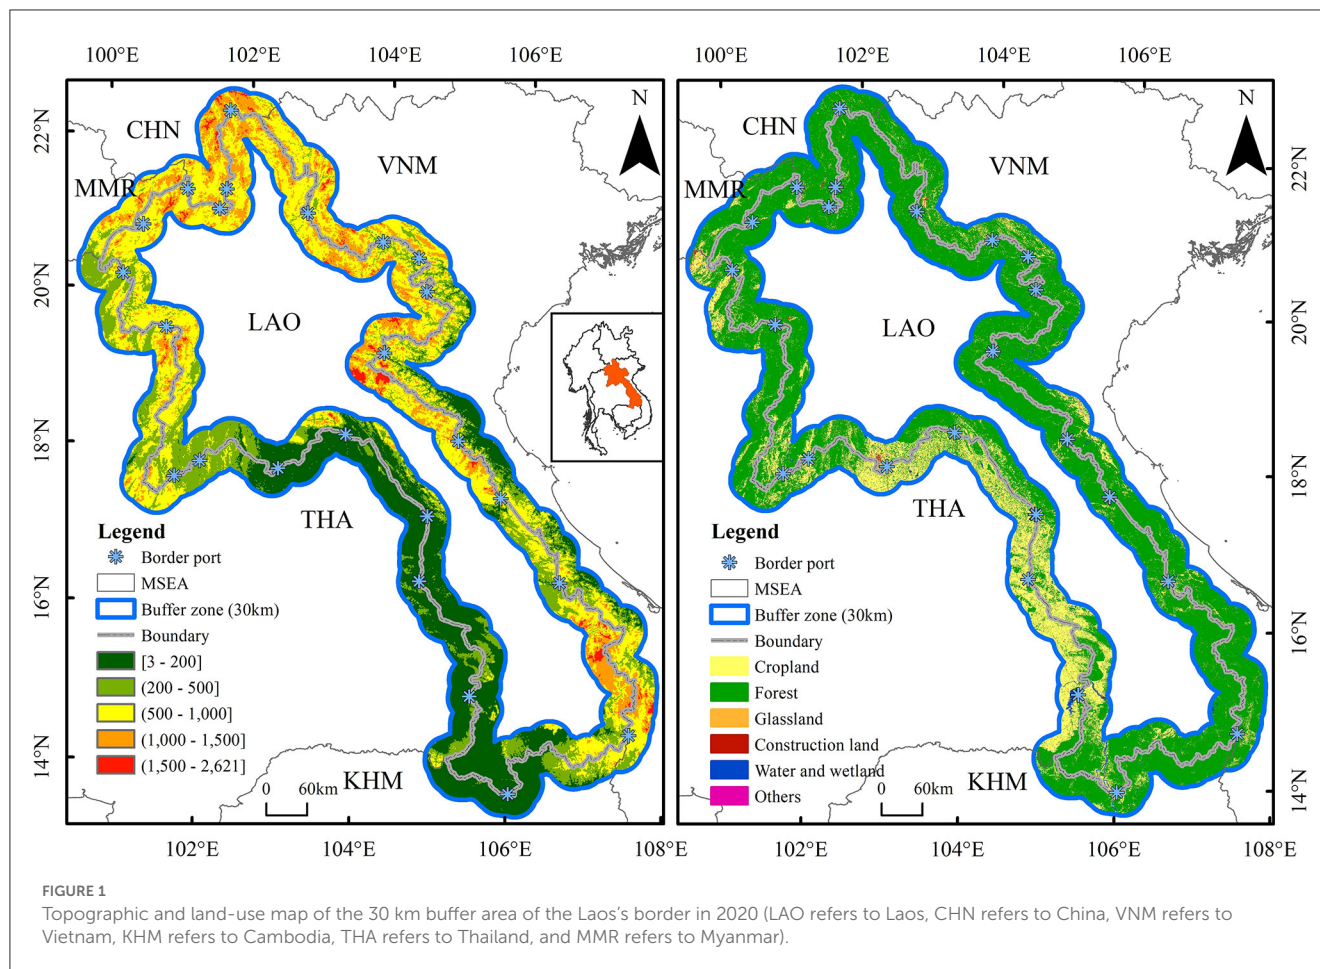 100°E 102°E 104°E 106°E
22°N 20°N 18°N 16°N 14°N
N
CHN
VNM
MMR
LAO
THA
KHM
Legend
Border port
MSEA
Buffer zone (30km)
Boundary
[3 - 200]
(200 - 500]
(500 - 1,000]
(1,000 - 1,500]
(1,500 - 2,621]
0 60km
102°E 104°E 106°E 108°E
100°E 102°E 104°E 106°E
N
CHN
VNM
MMR
LAO
THA
KHM
Legend
Border port
MSEA
Buffer zone (30km)
Boundary
Cropland
Forest
Glassland
Construction land
Water and wetland
Others
0 60km
22°N 20°N 18°N 16°N 14°N
102°E 104°E 106°E 108°E
FIGURE 1
Topographic and land-use map of the 30 km buffer area of the Laos's border in 2020 (LAO refers to Laos, CHN refers to China, VNM refers to
Vietnam, KHM refers to Cambodia, THA refers to Thailand, and MMR refers to Myanmar).